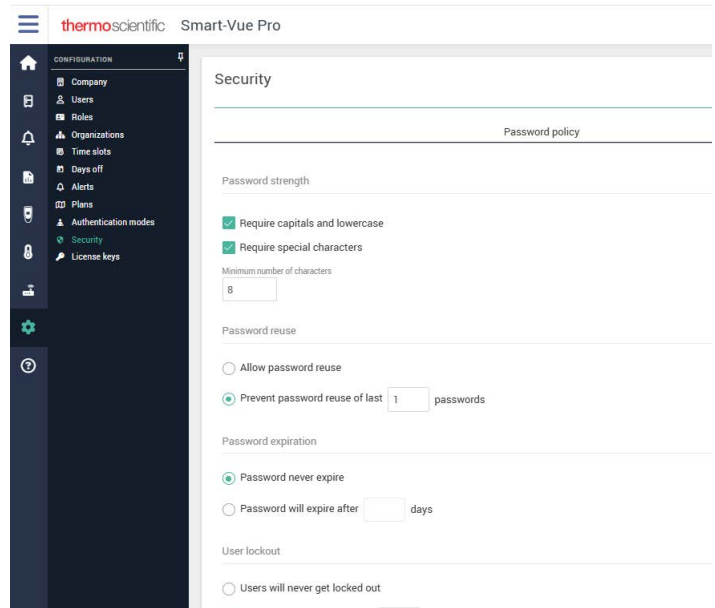 thermoscientific Smart-Vue Pro
CONFIGURATION
Company
Users
Roles
Organizations
Time slots
Days off
Alerts
Plans
Authentication modes
Security
License keys
Security
Password policy
Password strength
Require capitals and lowercase
Require special characters
Minimum number of characters
8
Password reuse
Allow password reuse
Prevent password reuse of last 1 passwords
Password expiration
Password never expire
Password will expire after days
User lockout
Users will never get locked out